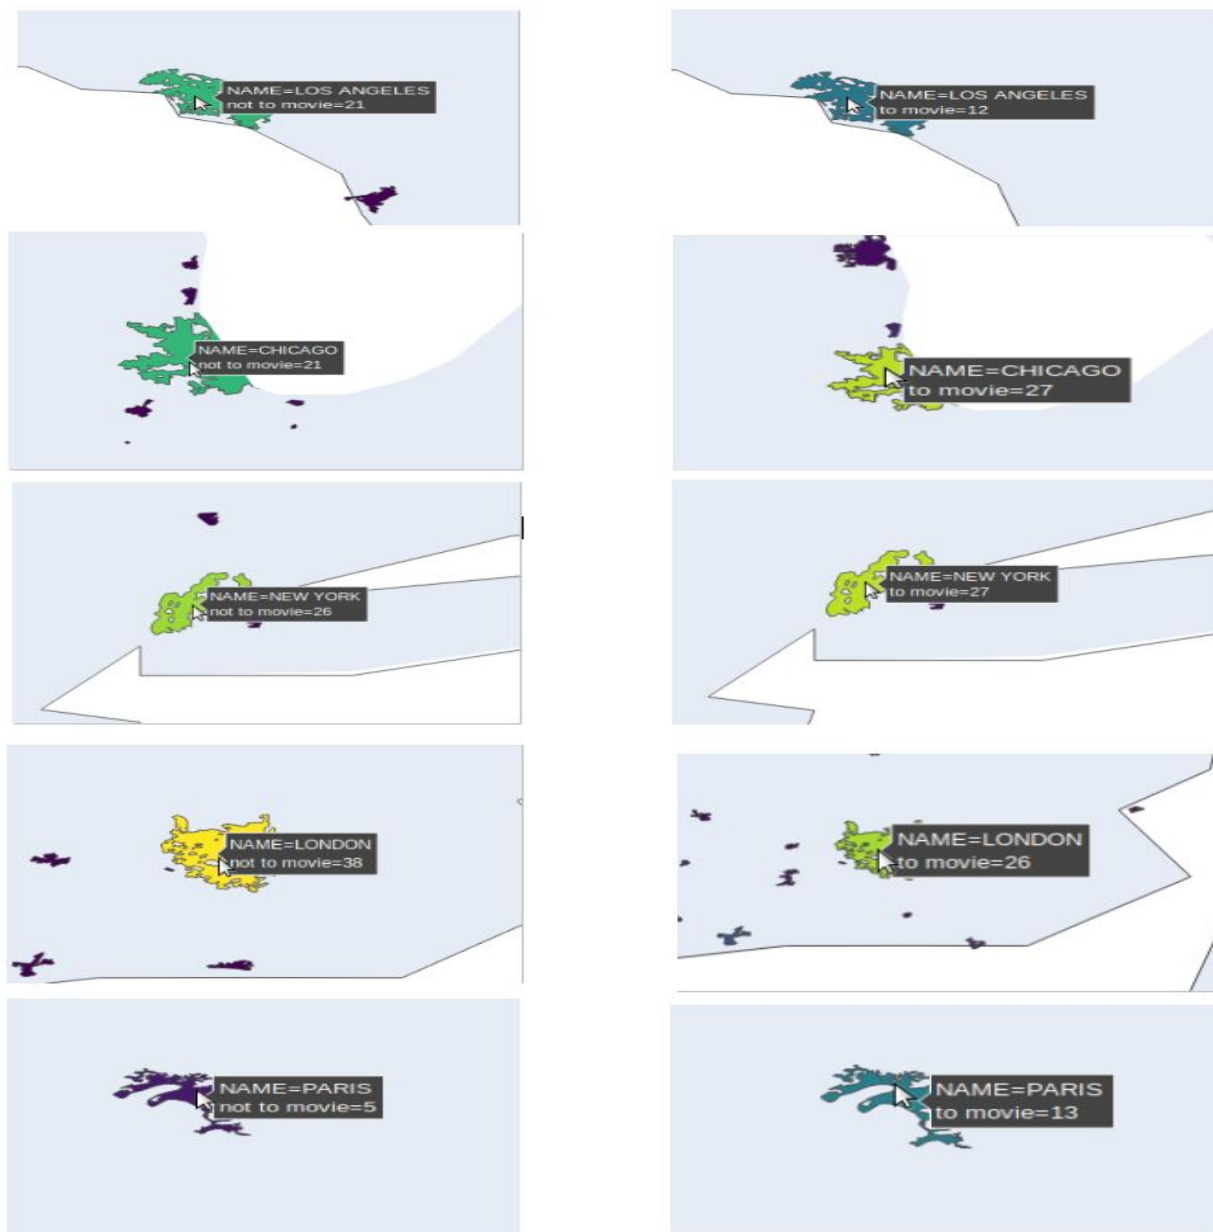 NAME=LOS ANGELES
not to movie=21
NAME=LOS ANGELES
to movie=12
NAME=CHICAGO
not to movie=21
NAME=CHICAGO
to movie=27
NAME=NEW YORK
not to movie=26
NAME=NEW YORK
to movie=27
NAME=LONDON
not to movie=38
NAME=LONDON
to movie=26
NAME=PARIS
not to movie=5
NAME=PARIS
to movie=13